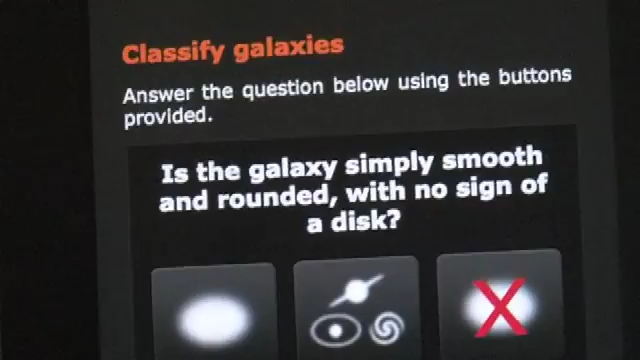 Classify galaxies
Answer the question below using the buttons
provided.
Is the galaxy simply smooth
and rounded, with no sign of
a disk?